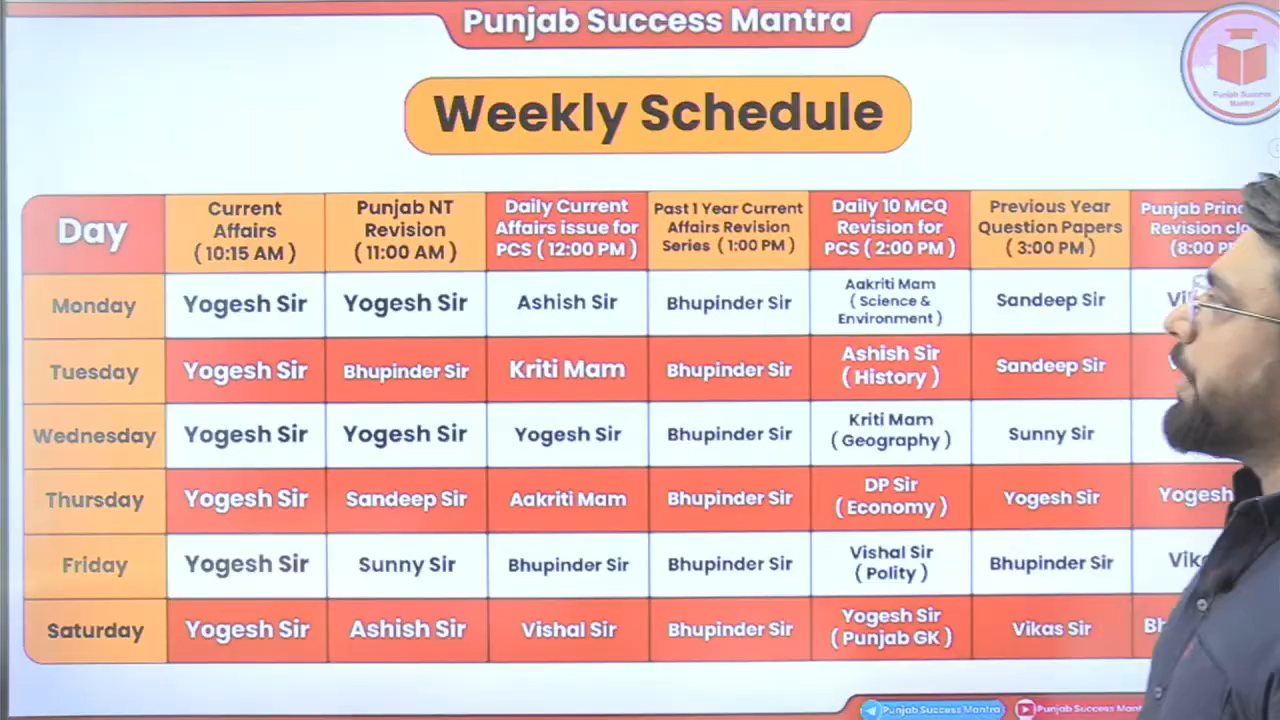 Punjab Success Mantra
Punjab Success
Mantra
Weekly Schedule
Day
Current
Affairs
( 10:15 AM )
Punjab NT
Revision
( 11:00 AM )
Daily Current
Affairs issue for
PCS ( 12:00 PM )
Past 1 Year Current
Affairs Revision
Series ( 1:00 PM )
Daily 10 MCQ
Revision for
PCS ( 2:00 PM )
Previous Year
Question Papers
( 3:00 PM )
Punjab
Revision
(8:00
Monday
Yogesh Sir
Yogesh Sir
Ashish Sir
Bhupinder Sir
Aakriti Mam
( Science &
Environment )
Sandeep Sir
Tuesday
Yogesh Sir
Bhupinder Sir
Kriti Mam
Bhupinder Sir
Ashish Sir
( History )
Sandeep Sir
Wednesday
Yogesh Sir
Yogesh Sir
Yogesh Sir
Bhupinder Sir
Kriti Mam
( Geography )
Sunny Sir
Thursday
Yogesh Sir
Sandeep Sir
Aakriti Mam
Bhupinder Sir
DP Sir
( Economy )
Yogesh Sir
Yogesh
Friday
Yogesh Sir
Sunny Sir
Bhupinder Sir
Bhupinder Sir
Vishal Sir
( Polity )
Bhupinder Sir
Saturday
Yogesh Sir
Ashish Sir
Vishal Sir
Bhupinder Sir
Yogesh Sir
( Punjab GK )
Vikas Sir
Punjab Success Mantra
Punjab Success